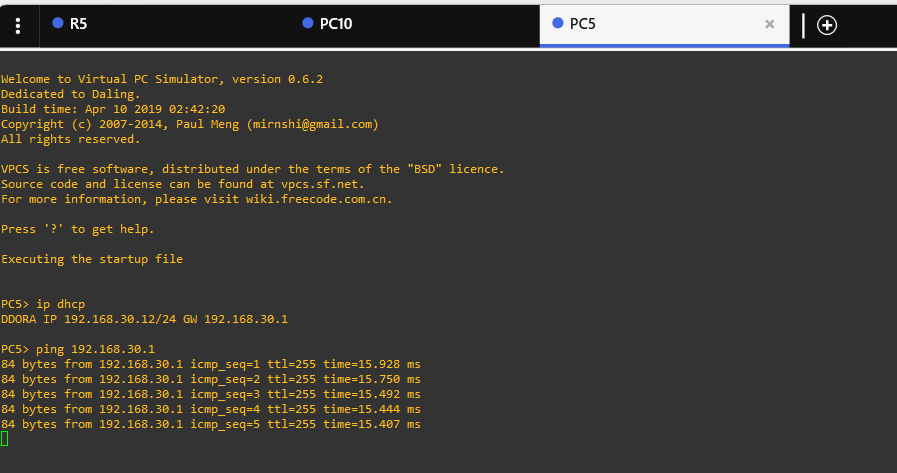 R5 PC10 PC5
Welcome to Virtual PC Simulator, version 0.6.2
Dedicated to Daling.
Build time: Apr 10 2019 02:42:20
Copyright (c) 2007-2014, Paul Meng (mirnshi@gmail.com)
All rights reserved.
VPCS is free software, distributed under the terms of the "BSD" licence.
Source code and license can be found at vpcs.sf.net.
For more information, please visit wiki.freecode.com.cn.
Press '?' to get help.
Executing the startup file
PC5> ip dhcp
DDORA IP 192.168.30.12/24 GW 192.168.30.1
PC5> ping 192.168.30.1
84 bytes from 192.168.30.1 icmp_seq=1 ttl=255 time=15.928 ms
84 bytes from 192.168.30.1 icmp_seq=2 ttl=255 time=15.750 ms
84 bytes from 192.168.30.1 icmp_seq=3 ttl=255 time=15.492 ms
84 bytes from 192.168.30.1 icmp_seq=4 ttl=255 time=15.444 ms
84 bytes from 192.168.30.1 icmp_seq=5 ttl=255 time=15.407 ms